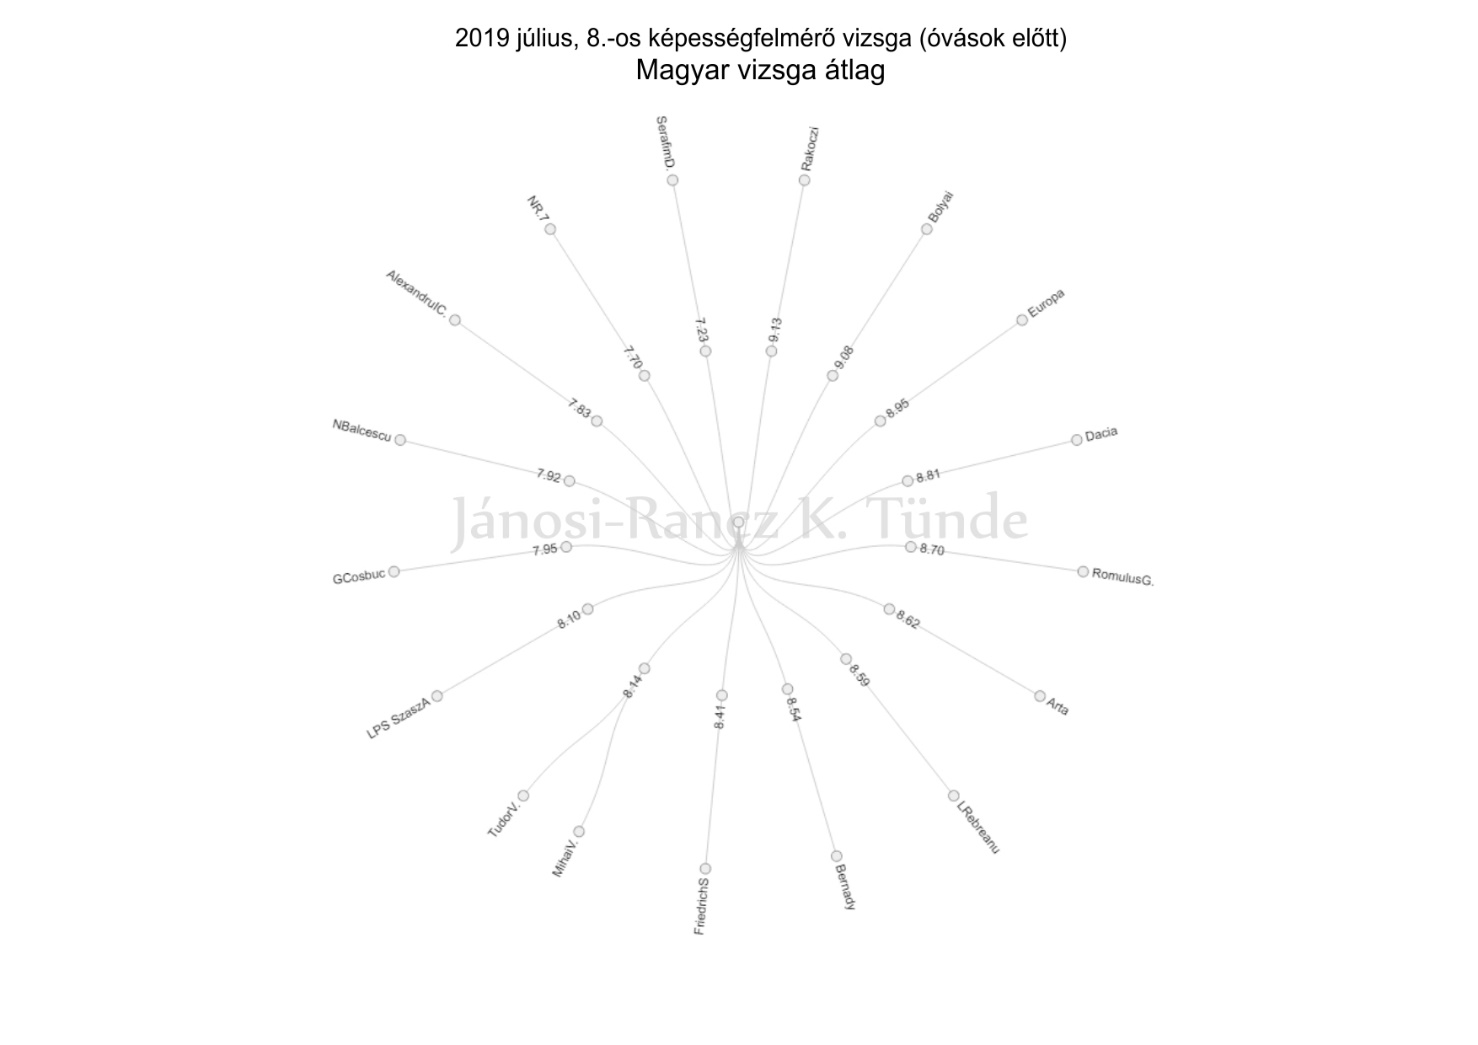 2019 július, 8.-os képességfelmérő vizsga (óvások előtt)
Magyar vizsga átlag
SerafimD.
Rakoczi
NR.7
Bolyai
AlexandruIC.
Europa
7.23
9.13
7.70
9.08
7.83
8.95
NBalcescu
Dacia
7.92
8.81
Jánosi-Rancz K. Tünde
7.95
8.70
GCosbuc
RomulusG.
8.10
8.62
8.14
8.59
LPS SzaszA
8.41
8.54
Arta
TudorV.
LRebreanu
MihaiV.
FriedrichS
Bernady